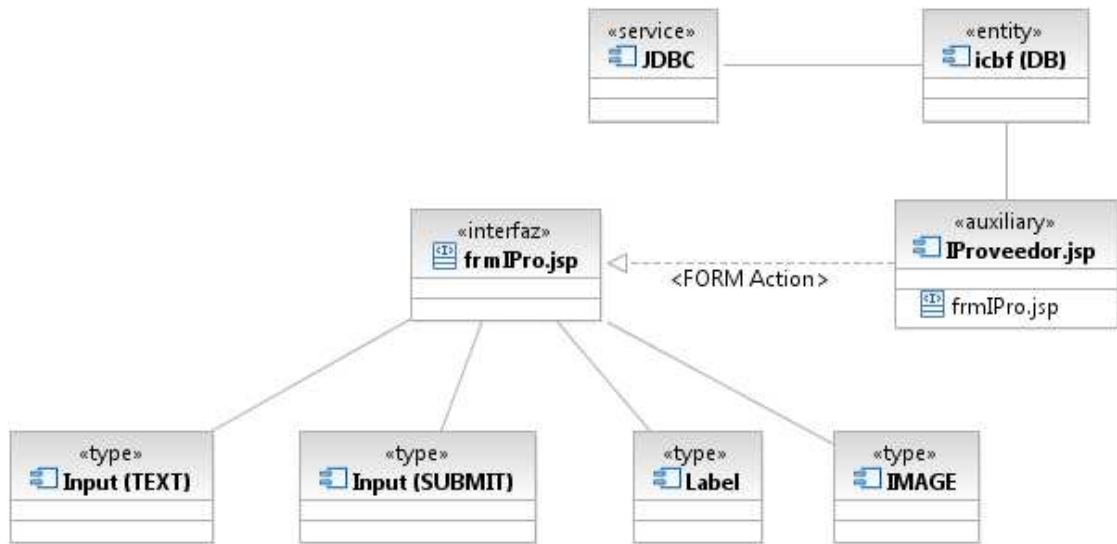 «service»
JDBC
«entity»
icbf (DB)
«interfaz»
frmIPro.jsp
<FORM Action>
«auxiliary»
IProveedor.jsp
frmIPro.jsp
«type»
Input (TEXT)
«type»
Input (SUBMIT)
«type»
Label
«type»
IMAGE